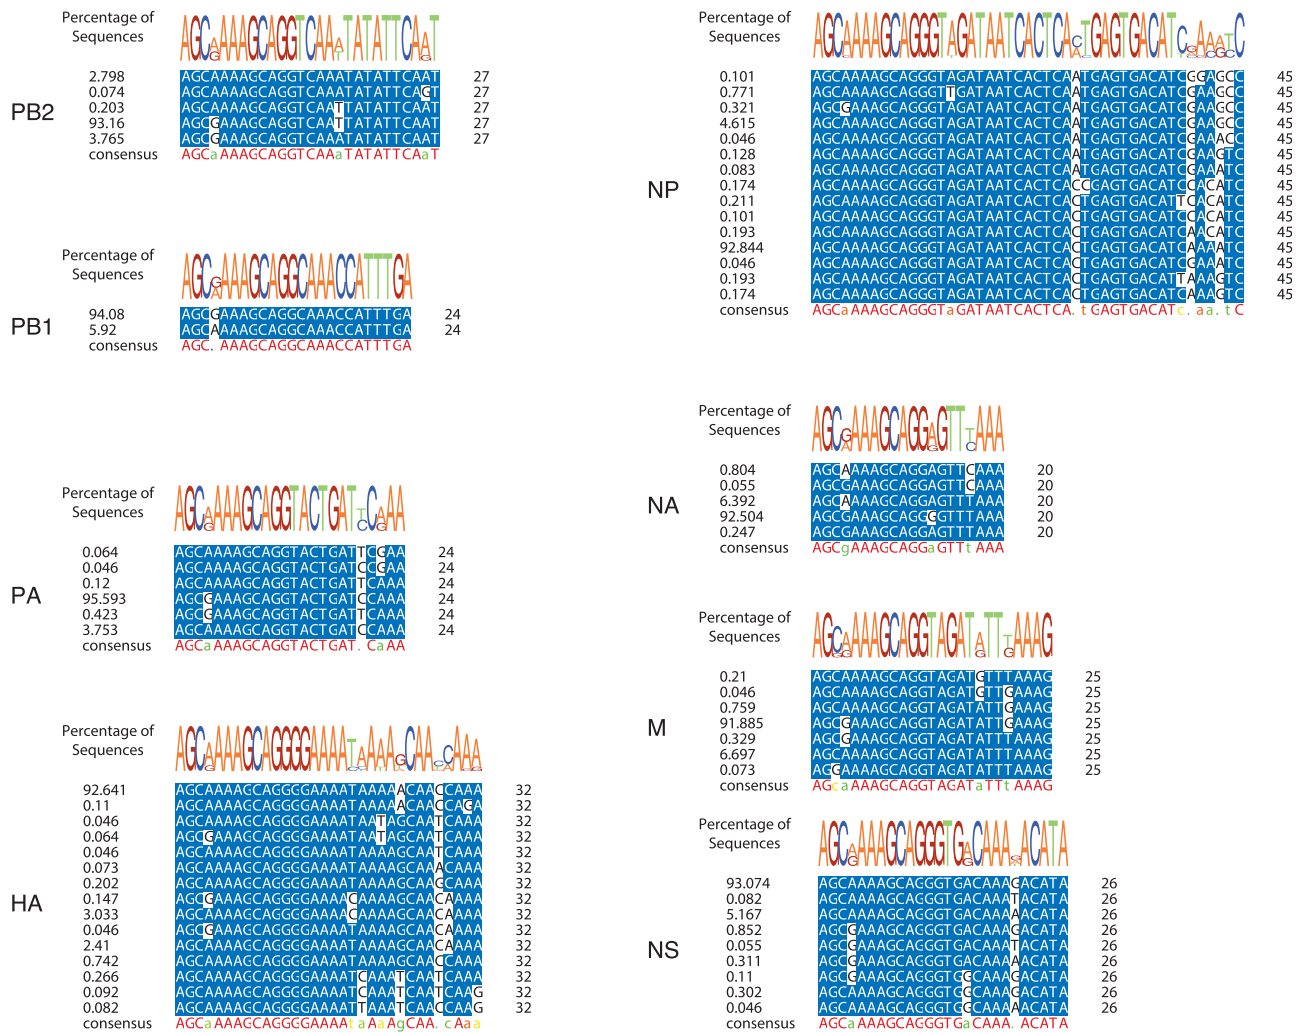 Percentage of
Sequences
PB2
2.798 AGCAAAAGCAGGTCAAATATATTCAAT 27
0.074 AGCAAAAGCAGGTCAAATATATTCAGT 27
0.203 AGCAAAAGCAGGTCAATTATATTCAAT 27
93.16 AGCGAAAGCAGGTCAATTATATTCAAT 27
3.765 AGCGAAAGCAGGTCAAATATATTCAAT 27
consensus AGCaAAAGCAGGTCAAaTATATTCAaT
Percentage of
Sequences
PB1
94.08 AGCGAAAGCAGGCAAACCATTTGA 24
5.92 AGCAAAAGCAGGCAAACCATTTGA 24
consensus AGC.AAAGCAGGCAAACCATTTGA
Percentage of
Sequences
PA
0.064 AGCAAAAGCAGGTACTGATTCGAA 24
0.046 AGCAAAAGCAGGTACTGATCCGAA 24
0.12 AGCAAAAGCAGGTACTGATTCAAA 24
95.593 AGCGAAAGCAGGTACTGATCCAAA 24
0.423 AGCGAAAGCAGGTACTGATTCAAA 24
3.753 AGCAAAAGCAGGTACTGATCCAAA 24
consensus AGCaAAAGCAGGTACTGAT.CaAA
Percentage of
Sequences
HA
92.641 AGCAAAAGCAGGGGAAAATAAAAACAACCAAA 32
0.11 AGCAAAAGCAGGGGAAAATAAAAACAACCAGA 32
0.046 AGCAAAAGCAGGGGAAAATAATAGCAATCAAA 32
0.064 AGCGAAAGCAGGGGAAAATAATAGCAATCAAA 32
0.046 AGCAAAAGCAGGGGAAAATAAAAGCAATCAAA 32
0.073 AGCAAAAGCAGGGGAAAATAAAAGCAAACAAA 32
0.202 AGCAAAAGCAGGGGAAAATAAAAGCAAGCAAA 32
0.147 AGCGAAAGCAGGGGAAAACAAAAGCAACAAAA 32
3.033 AGCAAAAGCAGGGGAAAACAAAAGCAACAAAA 32
0.046 AGCGAAAGCAGGGGAAAATAAAAGCAACAAAA 32
2.41 AGCAAAAGCAGGGGAAAATAAAAGCAACAAAA 32
0.742 AGCAAAAGCAGGGGAAAATAAAAGCAACCAAA 32
0.266 AGCAAAAGCAGGGGAAAATCAAATCAATCAAA 32
0.092 AGCAAAAGCAGGGGAAAATCAAATCAATCAAG 32
0.082 AGCAAAAGCAGGGGAAAATTAAATCAACCAAG 32
consensus AGCaAAAGCAGGGGAAAAtaAaAgCAA.cAaa
Percentage of
Sequences
NP
0.101 AGCAAAAGCAGGGTAGATAATCACTCAATGAGTGACATCGGAGCC 45
0.771 AGCAAAAGCAGGGTTGATAATCACTCAATGAGTGACATCGAAGCC 45
0.321 AGCGAAAGCAGGGTAGATAATCACTCAATGAGTGACATCGAAGCC 45
4.615 AGCAAAAGCAGGGTAGATAATCACTCAATGAGTGACATCGAAGCC 45
0.046 AGCAAAAGCAGGGTAGATAATCACTCAATGAGTGACATCGAAACC 45
0.128 AGCAAAAGCAGGGTAGATAATCACTCAATGAGTGACATCGAAGTC 45
0.083 AGCAAAAGCAGGGTAGATAATCACTCAATGAGTGACATCGAAATC 45
0.174 AGCAAAAGCAGGGTAGATAATCACTCACCGAGTGACATCGACATC 45
0.211 AGCAAAAGCAGGGTAGATAATCACTCACTGAGTGACATTCACATC 45
0.101 AGCAAAAGCAGGGTAGATAATCACTCACTGAGTGACATCGACATC 45
0.193 AGCAAAAGCAGGGTAGATAATCACTCACTGAGTGACATCAACATC 45
92.844 AGCAAAAGCAGGGTAGATAATCACTCACTGAGTGACATCAAAATC 45
0.046 AGCAAAAGCAGGGTAGATAATCACTCACTGAGTGACATCGAAATC 45
0.193 AGCAAAAGCAGGGTAGATAATCACTCACTGAGTGACATTAAAGTC 45
0.174 AGCAAAAGCAGGGTAGATAATCACTCACTGAGTGACATCAAAGTC 45
consensus AGCaAAAGCAGGGTaGATAATCACTCA.tGAGTGACATc.aa.tC
Percentage of
Sequences
NA
0.804 AGCAAAAGCAGGAGTTCAAA 20
0.055 AGCGAAAGCAGGAGTTCAAA 20
6.392 AGCAAAAGCAGGAGTTTAAA 20
92.504 AGCGAAAGCAGGGGTTTAAA 20
0.247 AGCGAAAGCAGGAGTTTAAA 20
consensus AGCgAAAGCAGGaGTTtAAA
Percentage of
Sequences
M
0.21 AGCAAAAGCAGGTAGATGTTTAAAG 25
0.046 AGCAAAAGCAGGTAGATGTTGAAAG 25
0.759 AGCAAAAGCAGGTAGATATTGAAAG 25
91.885 AGCGAAAGCAGGTAGATATTGAAAG 25
0.329 AGCGAAAGCAGGTAGATATTTAAAG 25
6.697 AGCAAAAGCAGGTAGATATTTAAAG 25
0.073 AGGAAAAGCAGGTAGATATTTAAAG 25
consensus AGcaAAAGCAGGTAGATaTTtAAAG
Percentage of
Sequences
NS
93.074 AGCAAAAGCAGGGTGACAAAGACATA 26
0.082 AGCAAAAGCAGGGTGACAAATACATA 26
5.167 AGCAAAAGCAGGGTGACAAAAACATA 26
0.852 AGCGAAAGCAGGGTGACAAAGACATA 26
0.055 AGCGAAAGCAGGGTGACAAATACATA 26
0.311 AGCGAAAGCAGGGTGACAAAAACATA 26
0.11 AGCGAAAGCAGGGTGGCAAAGACATA 26
0.302 AGCAAAAGCAGGGTGGCAAAGACATA 26
0.046 AGCAAAAGCAGGGTGGCAAAAACATA 26
consensus AGCaAAAGCAGGGTGaCAAA.ACATA